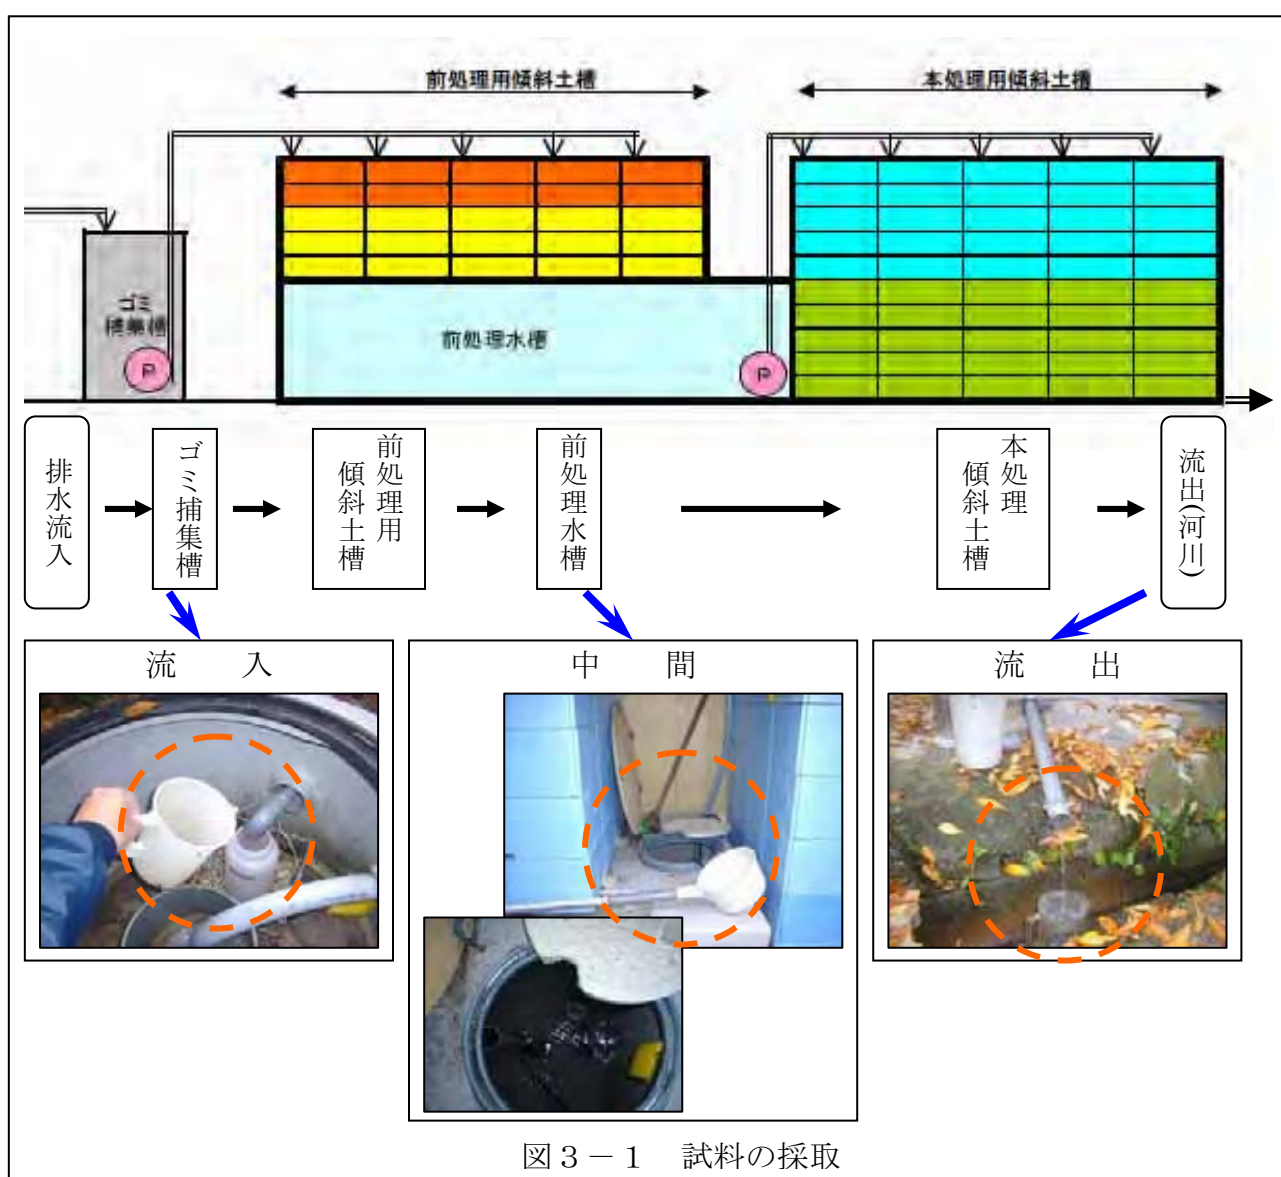 前処理用傾斜土槽
本処理用傾斜土槽
ゴミ
捕集槽
P
前処理水槽
P
排水流入
ゴミ捕集槽
前処理用
傾斜土槽
前処理水槽
本処理
傾斜土槽
流出(河川)
流　入
中　間
流　出
図３－１　試料の採取